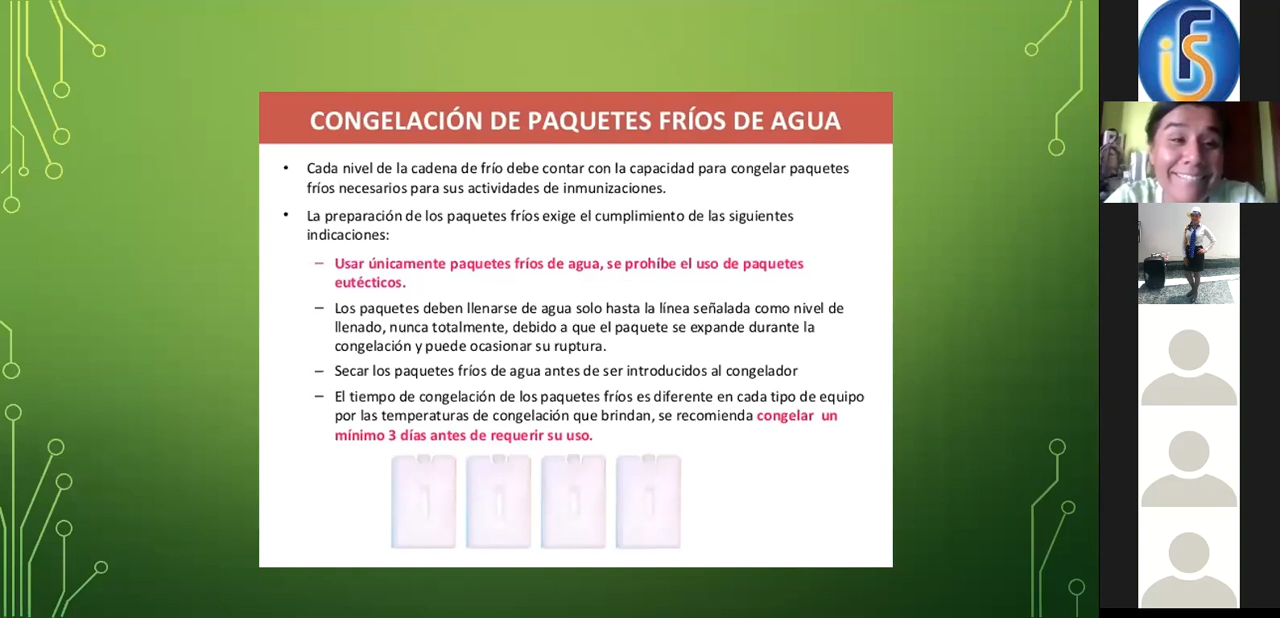 CONGELACIÓN DE PAQUETES FRÍOS DE AGUA
• Cada nivel de la cadena de frío debe contar con la capacidad para congelar paquetes
fríos necesarios para sus actividades de inmunizaciones.
• La preparación de los paquetes fríos exige el cumplimiento de las siguientes
indicaciones:
– Usar únicamente paquetes fríos de agua, se prohíbe el uso de paquetes
eutécticos.
– Los paquetes deben llenarse de agua solo hasta la línea señalada como nivel de
llenado, nunca totalmente, debido a que el paquete se expande durante la
congelación y puede ocasionar su ruptura.
– Secar los paquetes fríos de agua antes de ser introducidos al congelador
– El tiempo de congelación de los paquetes fríos es diferente en cada tipo de equipo
por las temperaturas de congelación que brindan, se recomienda congelar un
mínimo 3 días antes de requerir su uso.